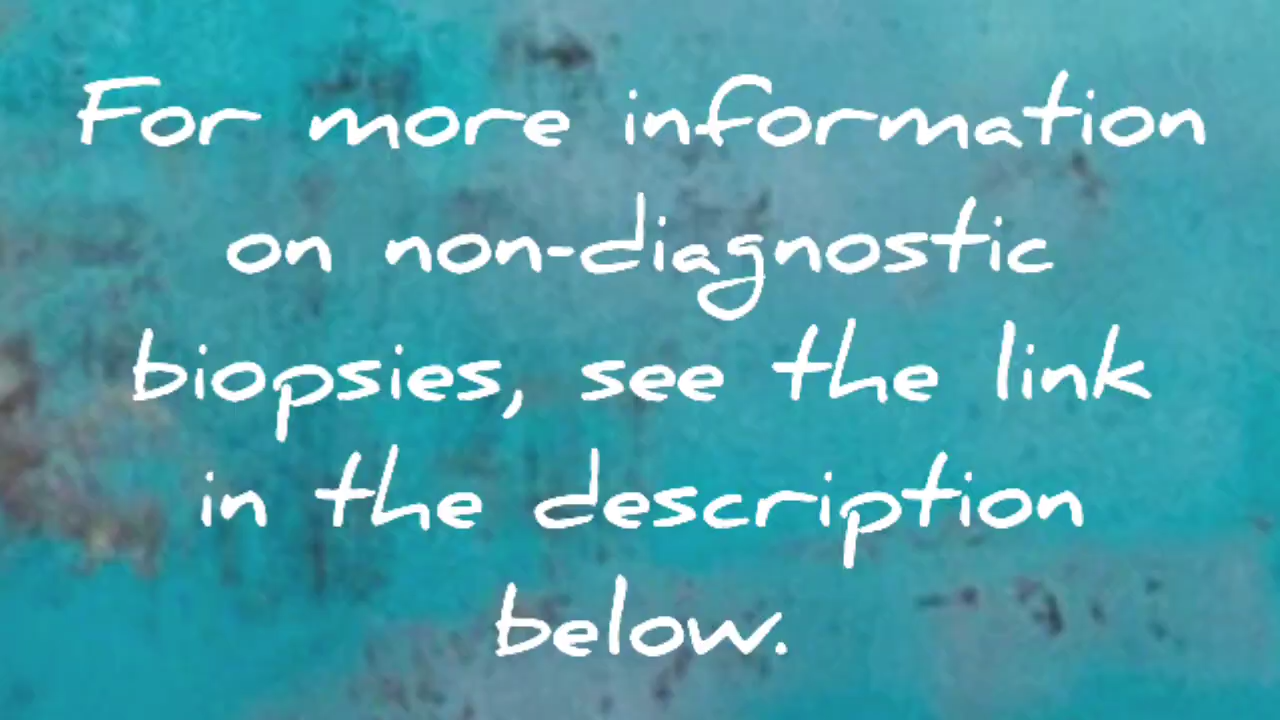 For more information
on non-diagnostic
biopsies, see the link
in the description
below.